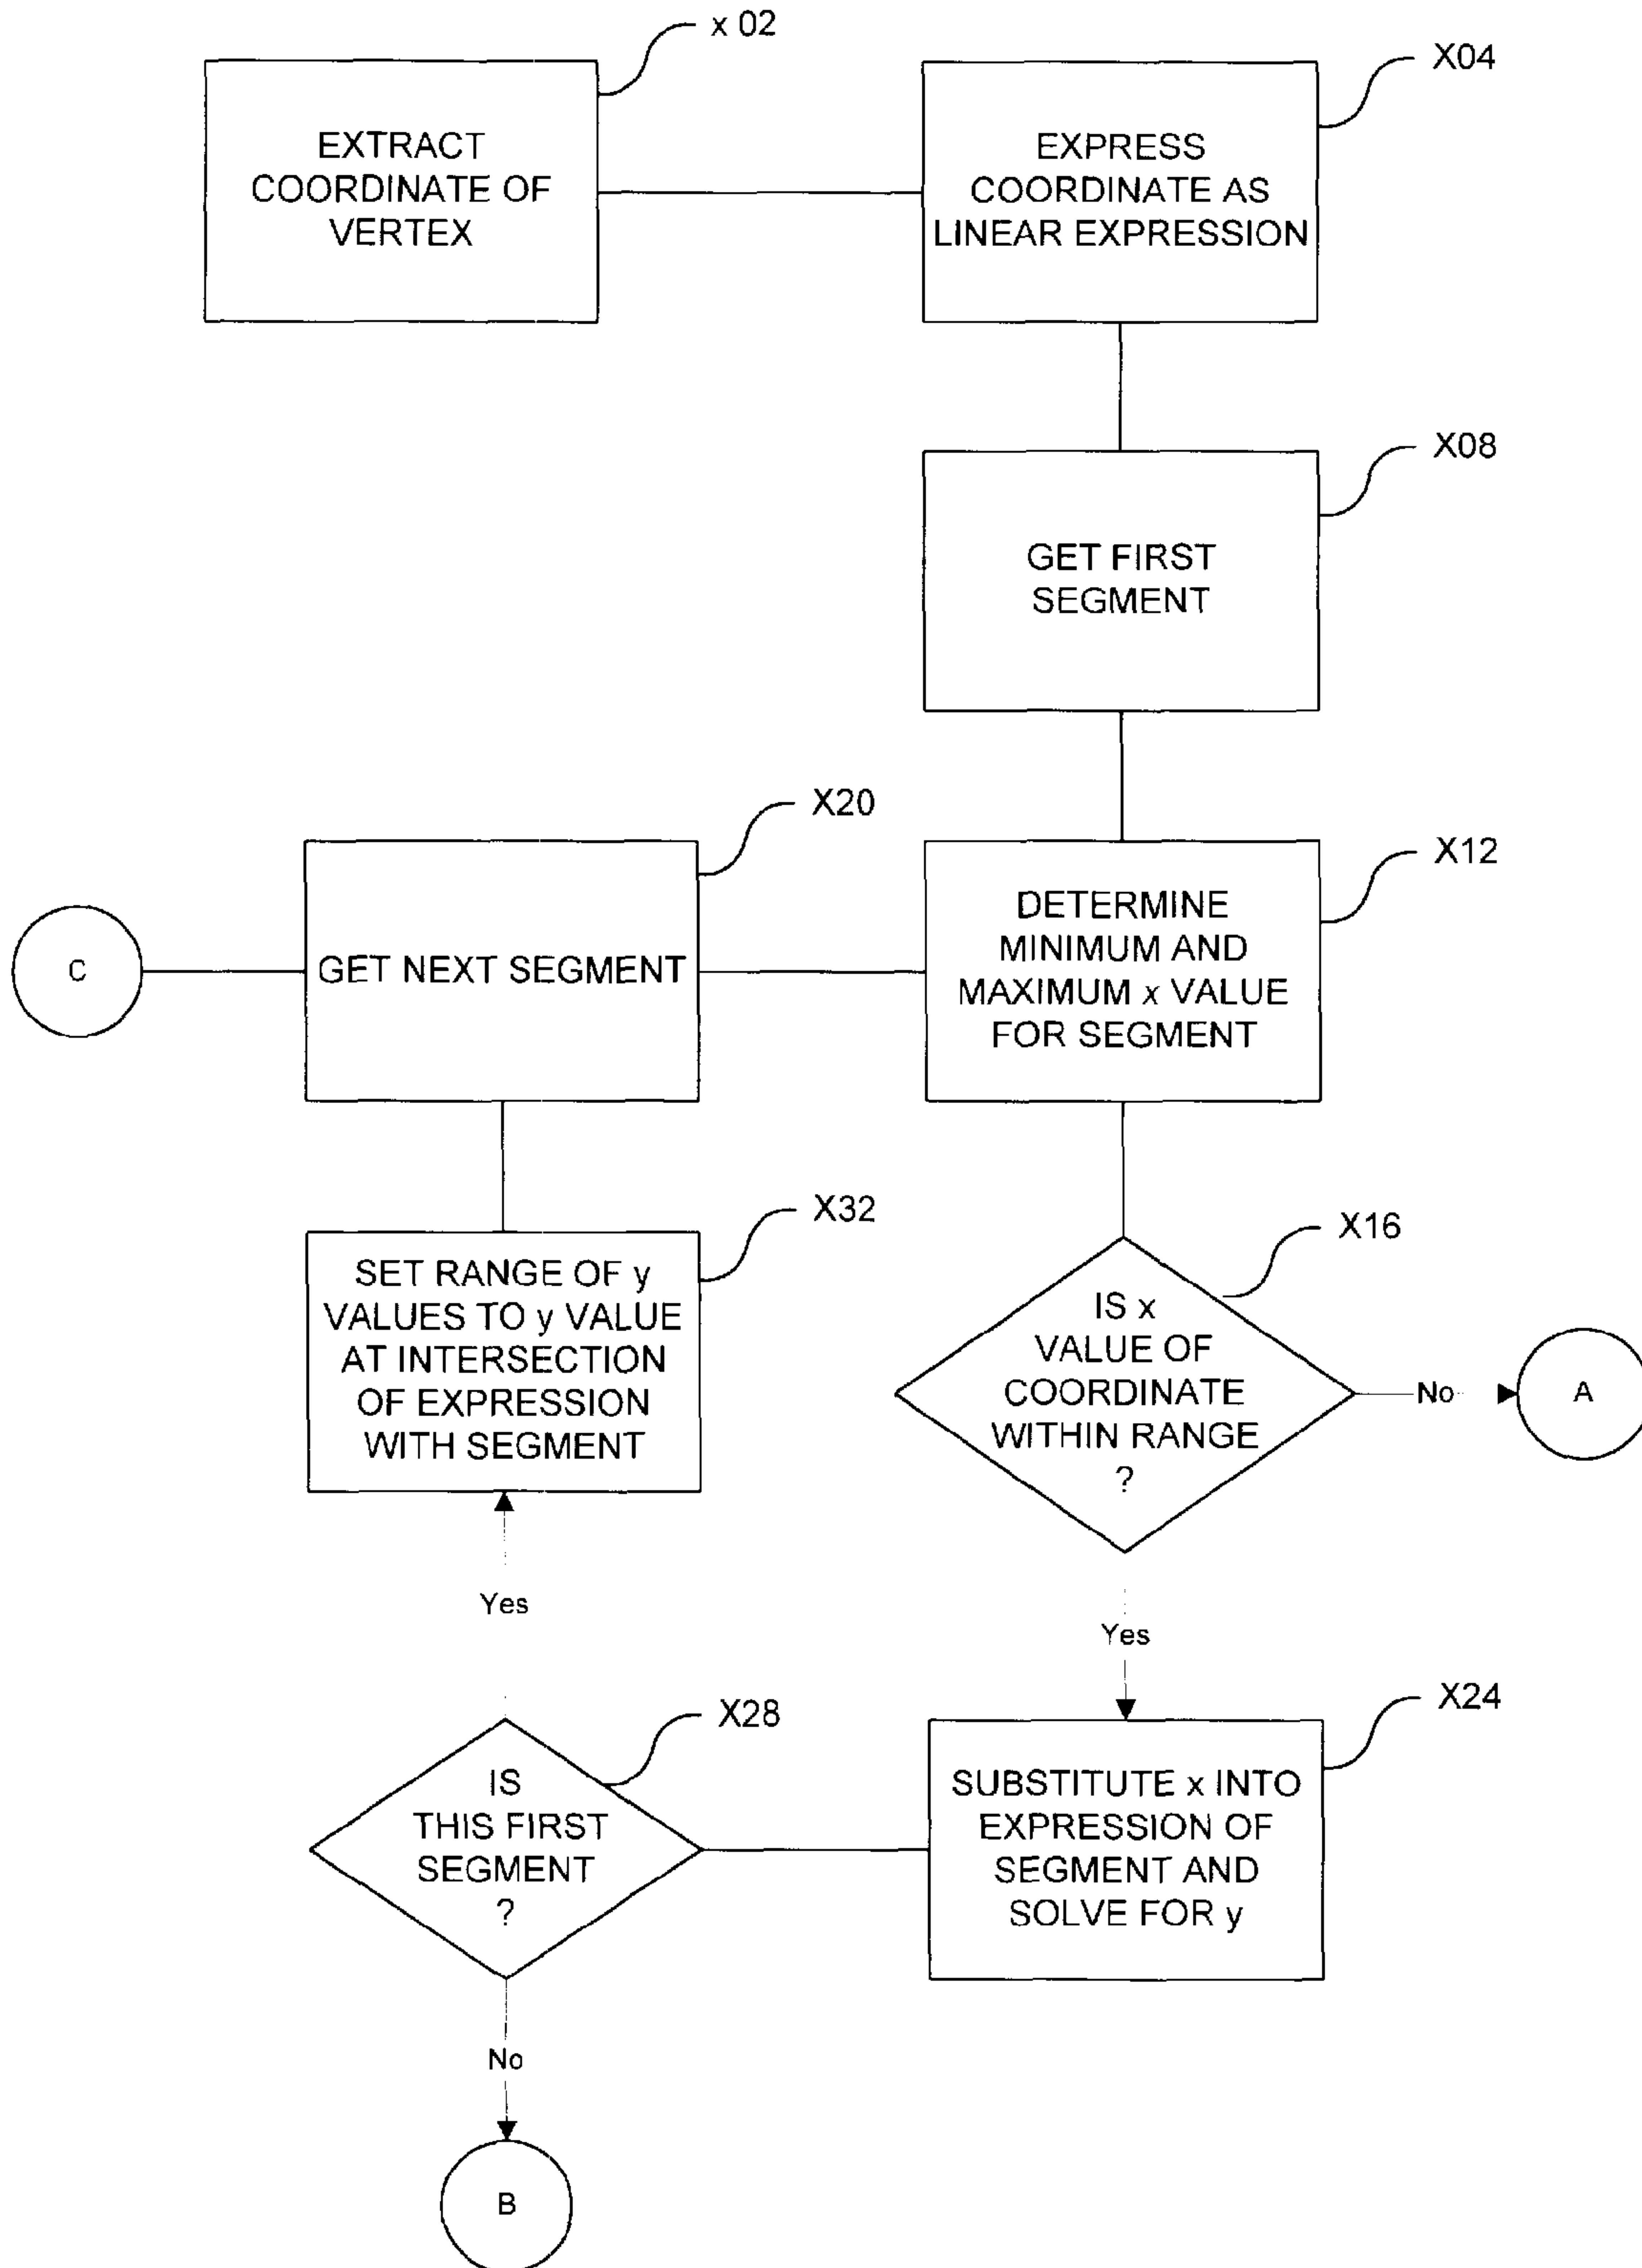 x 02
EXTRACT
COORDINATE OF
VERTEX
X04
EXPRESS
COORDINATE AS
LINEAR EXPRESSION
X08
GET FIRST
SEGMENT
X20
GET NEXT SEGMENT
C
X12
DETERMINE
MINIMUM AND
MAXIMUM x VALUE
FOR SEGMENT
X32
SET RANGE OF y
VALUES TO y VALUE
AT INTERSECTION
OF EXPRESSION
WITH SEGMENT
X16
IS x
VALUE OF
COORDINATE
WITHIN RANGE
?
No
A
Yes
Yes
X28
IS
THIS FIRST
SEGMENT
?
X24
SUBSTITUTE x INTO
EXPRESSION OF
SEGMENT AND
SOLVE FOR y
No
B